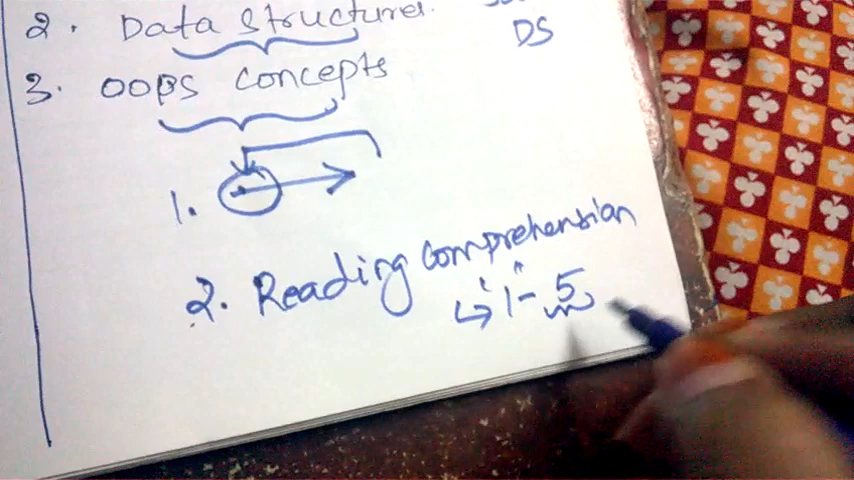 2. Data structures.
DS
3. OOPS concepts
1.
2. Reading comprehension
1-5